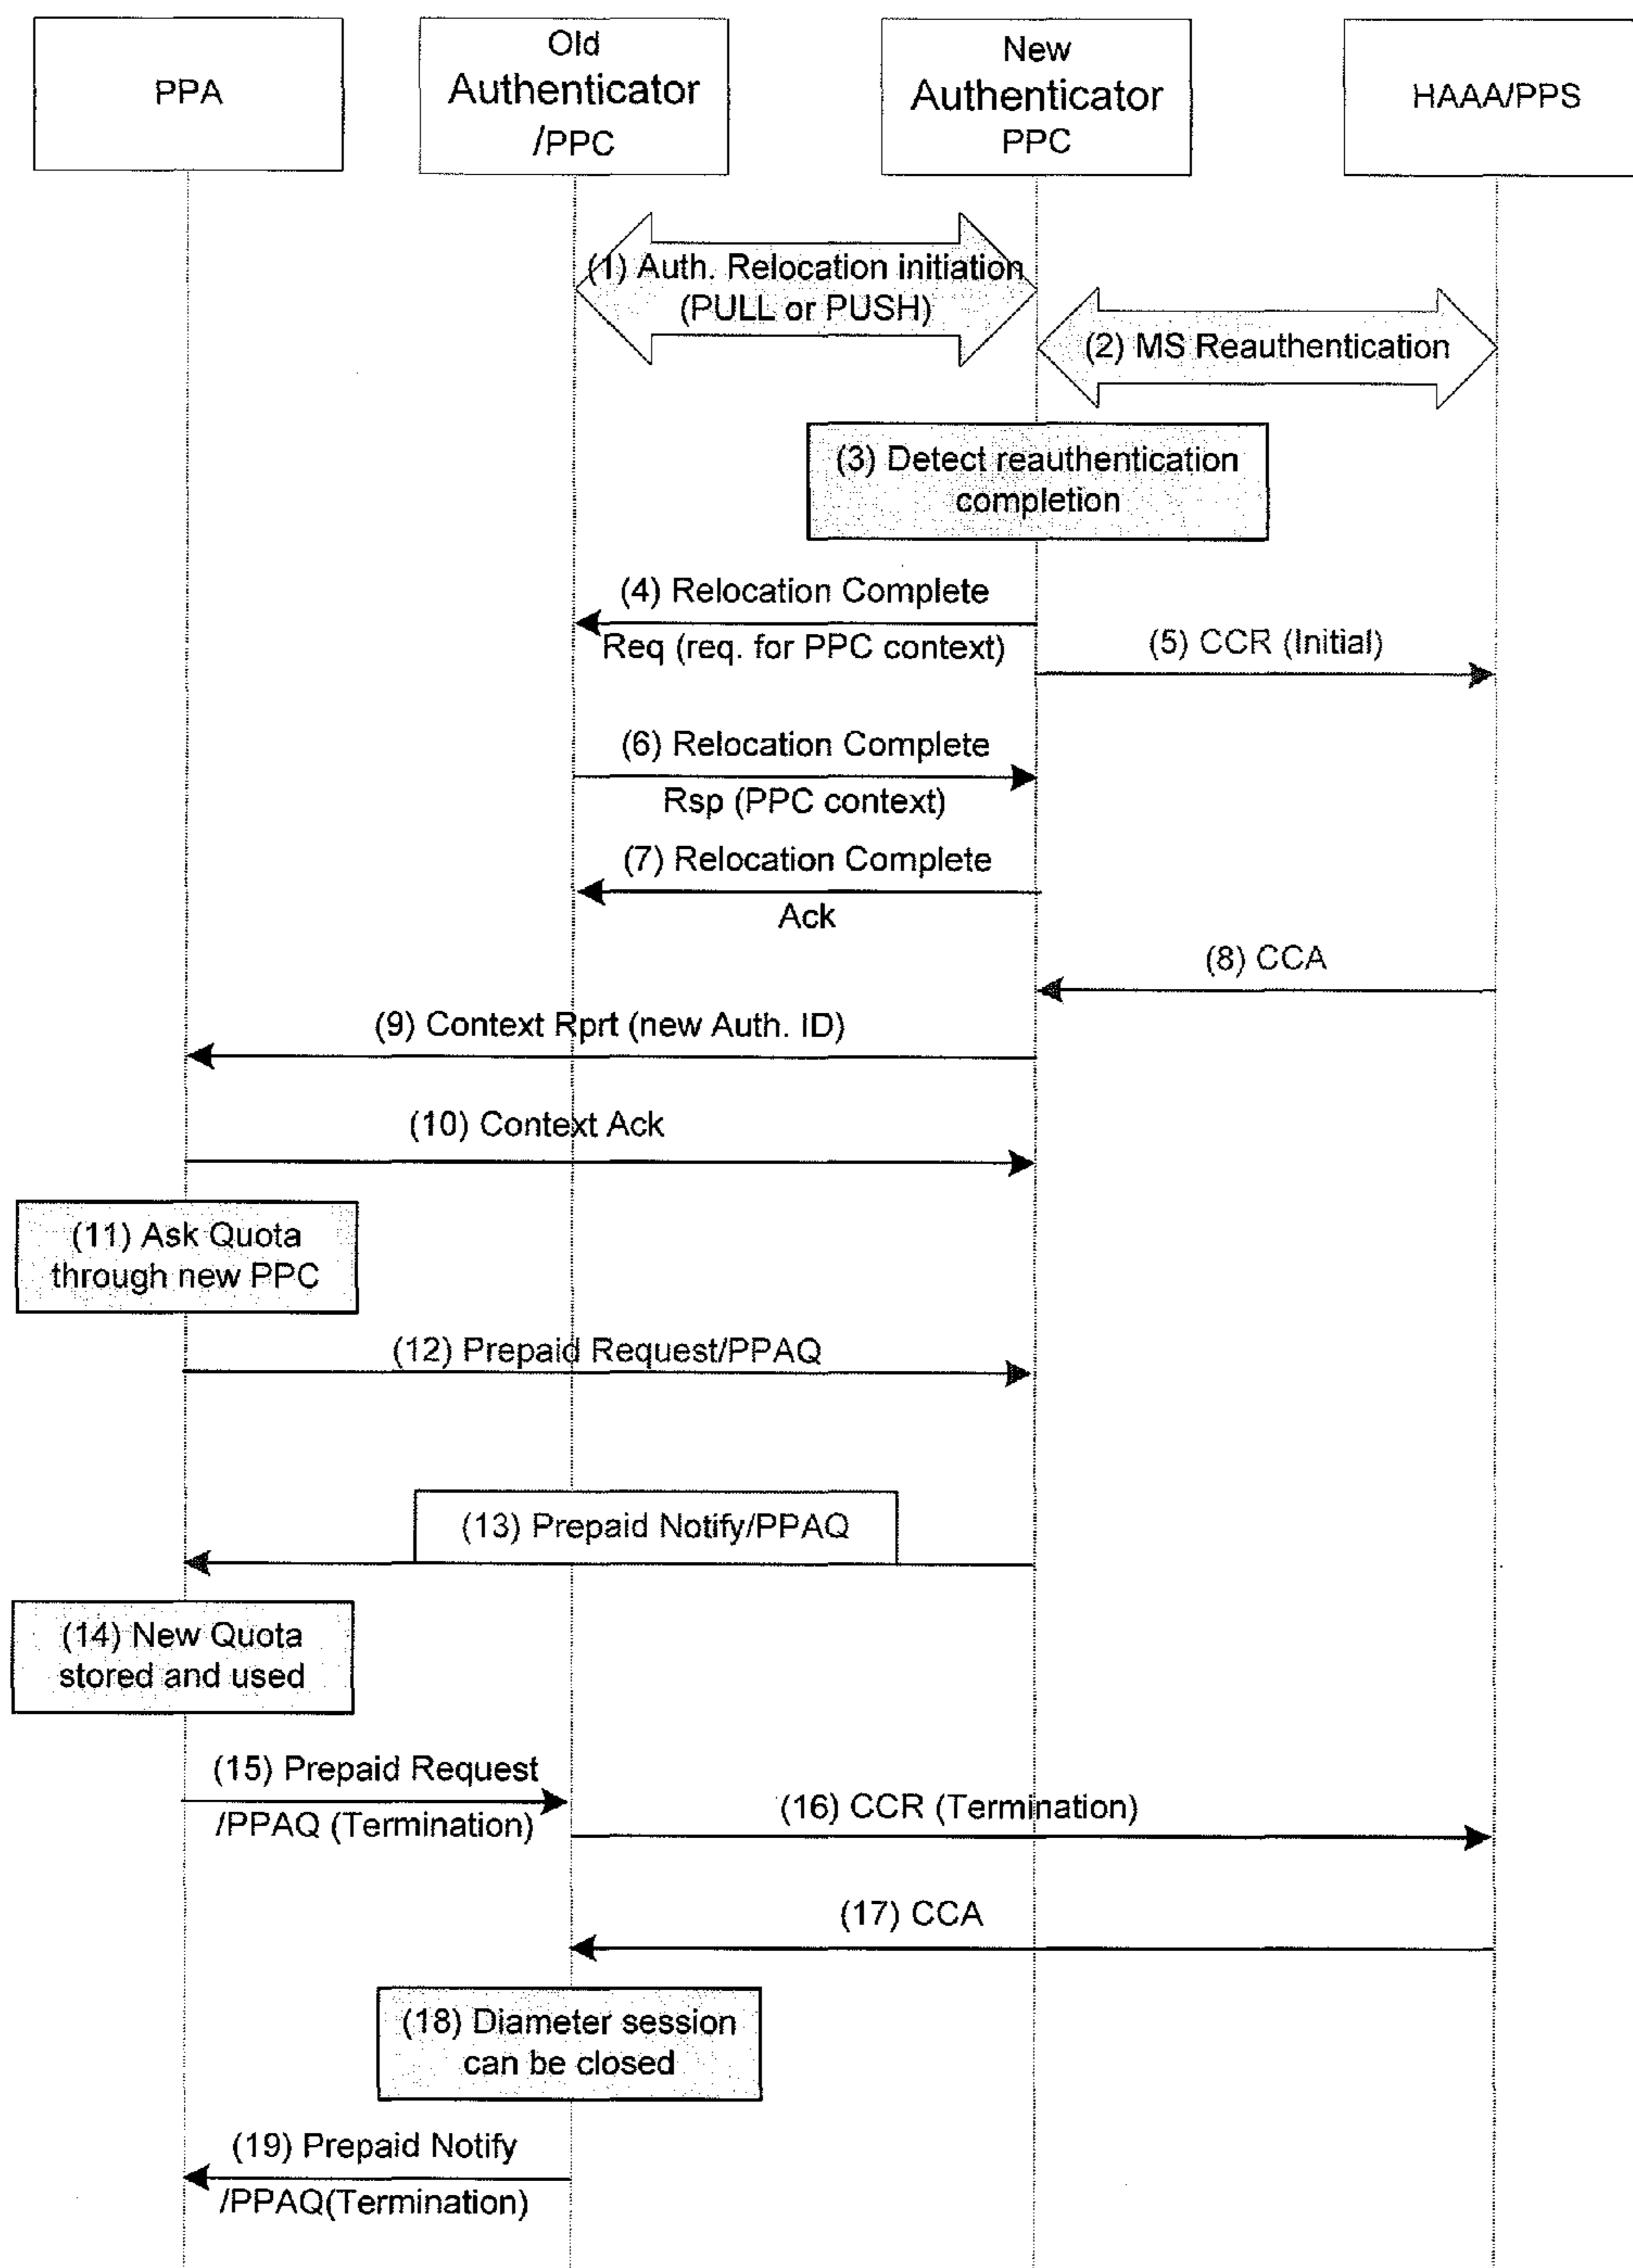 PPA
Old
Authenticator
/PPC
New
Authenticator
PPC
HAAA/PPS
(1) Auth. Relocation initiation
(PULL or PUSH)
(2) MS Reauthentication
(3) Detect reauthentication
completion
(4) Relocation Complete
Req (req. for PPC context)
(5) CCR (Initial)
(6) Relocation Complete
Rsp (PPC context)
(7) Relocation Complete
Ack
(8) CCA
(9) Context Rprt (new Auth. ID)
(10) Context Ack
(11) Ask Quota
through new PPC
(12) Prepaid Request/PPAQ
(13) Prepaid Notify/PPAQ
(14) New Quota
stored and used
(15) Prepaid Request
/PPAQ (Termination)
(16) CCR (Termination)
(17) CCA
(18) Diameter session
can be closed
(19) Prepaid Notify
/PPAQ(Termination)